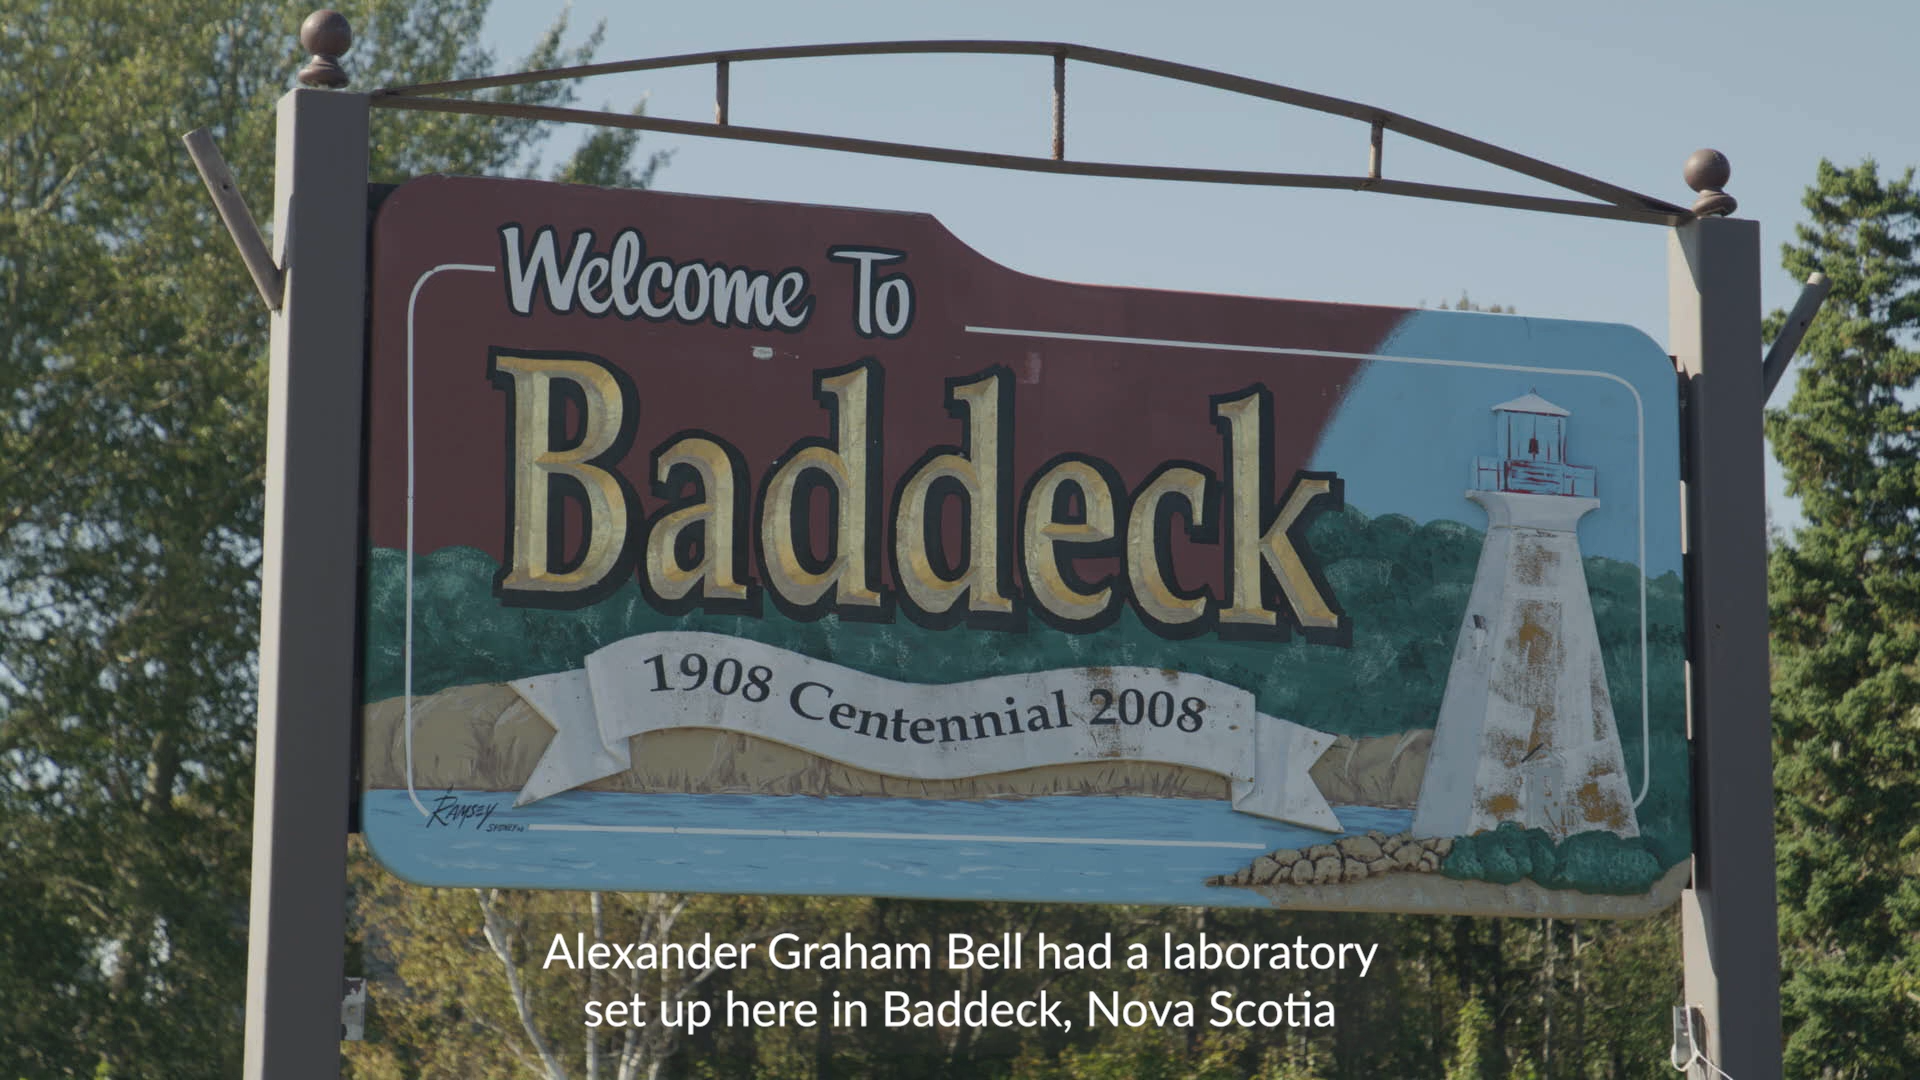 Welcome To
Baddeck
1908 Centennial 2008
Ramsey
Alexander Graham Bell had a laboratory
set up here in Baddeck, Nova Scotia